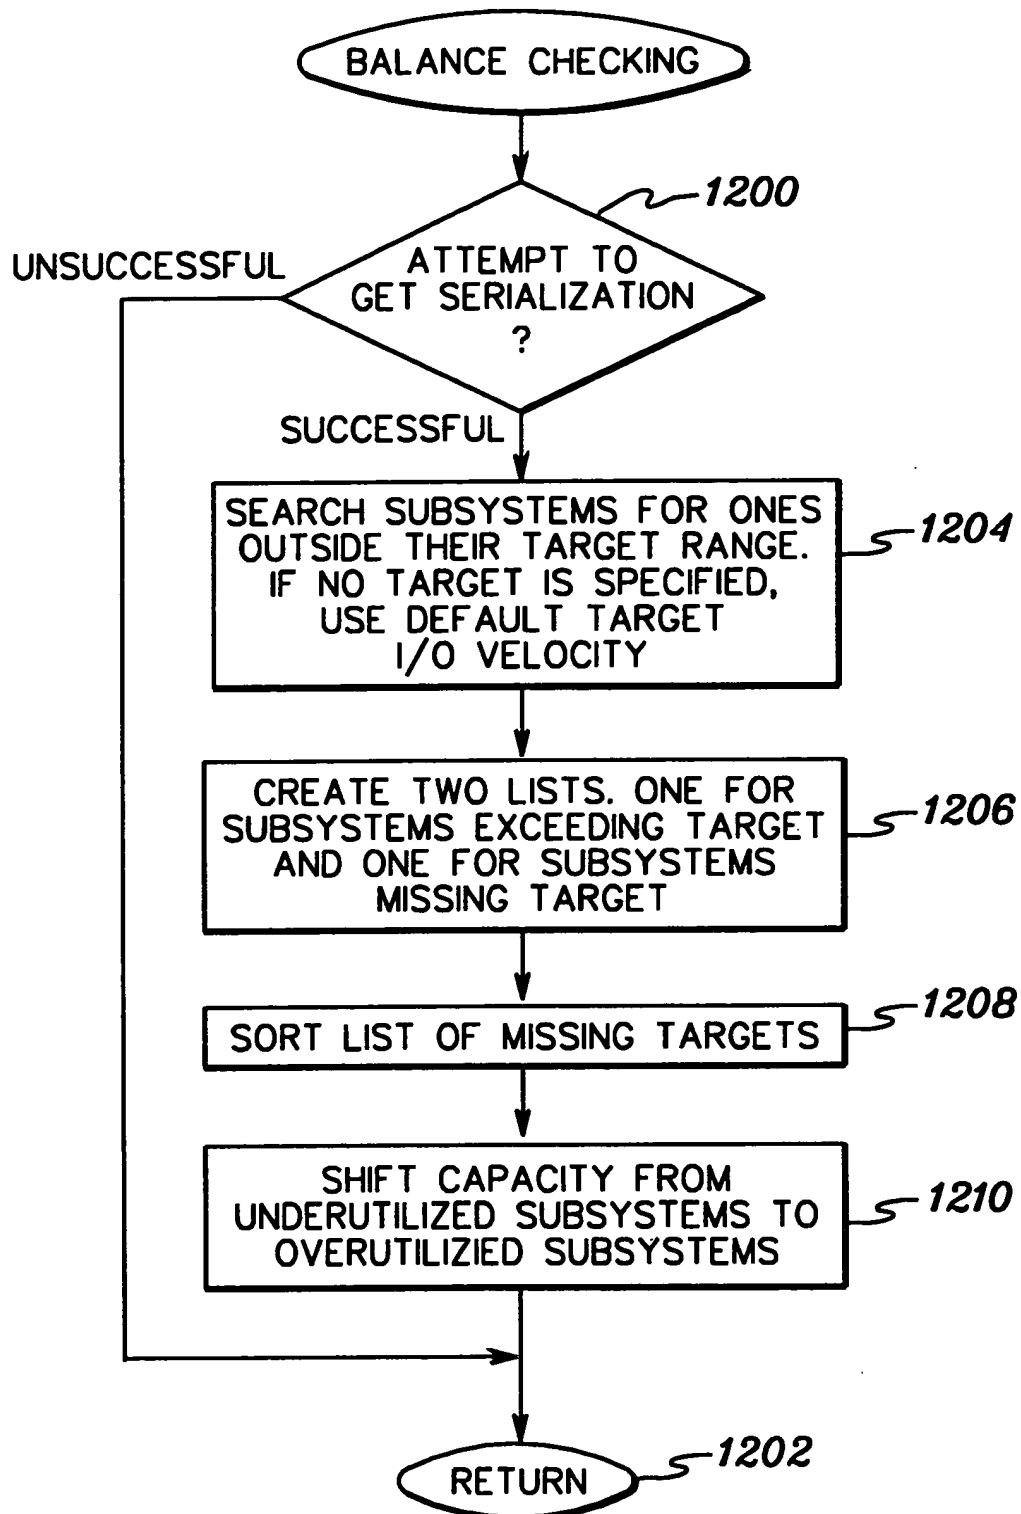 BALANCE CHECKING
1200
ATTEMPT TO
GET SERIALIZATION
?
UNSUCCESSFUL
SUCCESSFUL
SEARCH SUBSYSTEMS FOR ONES
OUTSIDE THEIR TARGET RANGE.
IF NO TARGET IS SPECIFIED,
USE DEFAULT TARGET
I/O VELOCITY
1204
CREATE TWO LISTS. ONE FOR
SUBSYSTEMS EXCEEDING TARGET
AND ONE FOR SUBSYSTEMS
MISSING TARGET
1206
SORT LIST OF MISSING TARGETS
1208
SHIFT CAPACITY FROM
UNDERUTILIZED SUBSYSTEMS TO
OVERUTILIZIED SUBSYSTEMS
1210
RETURN
1202